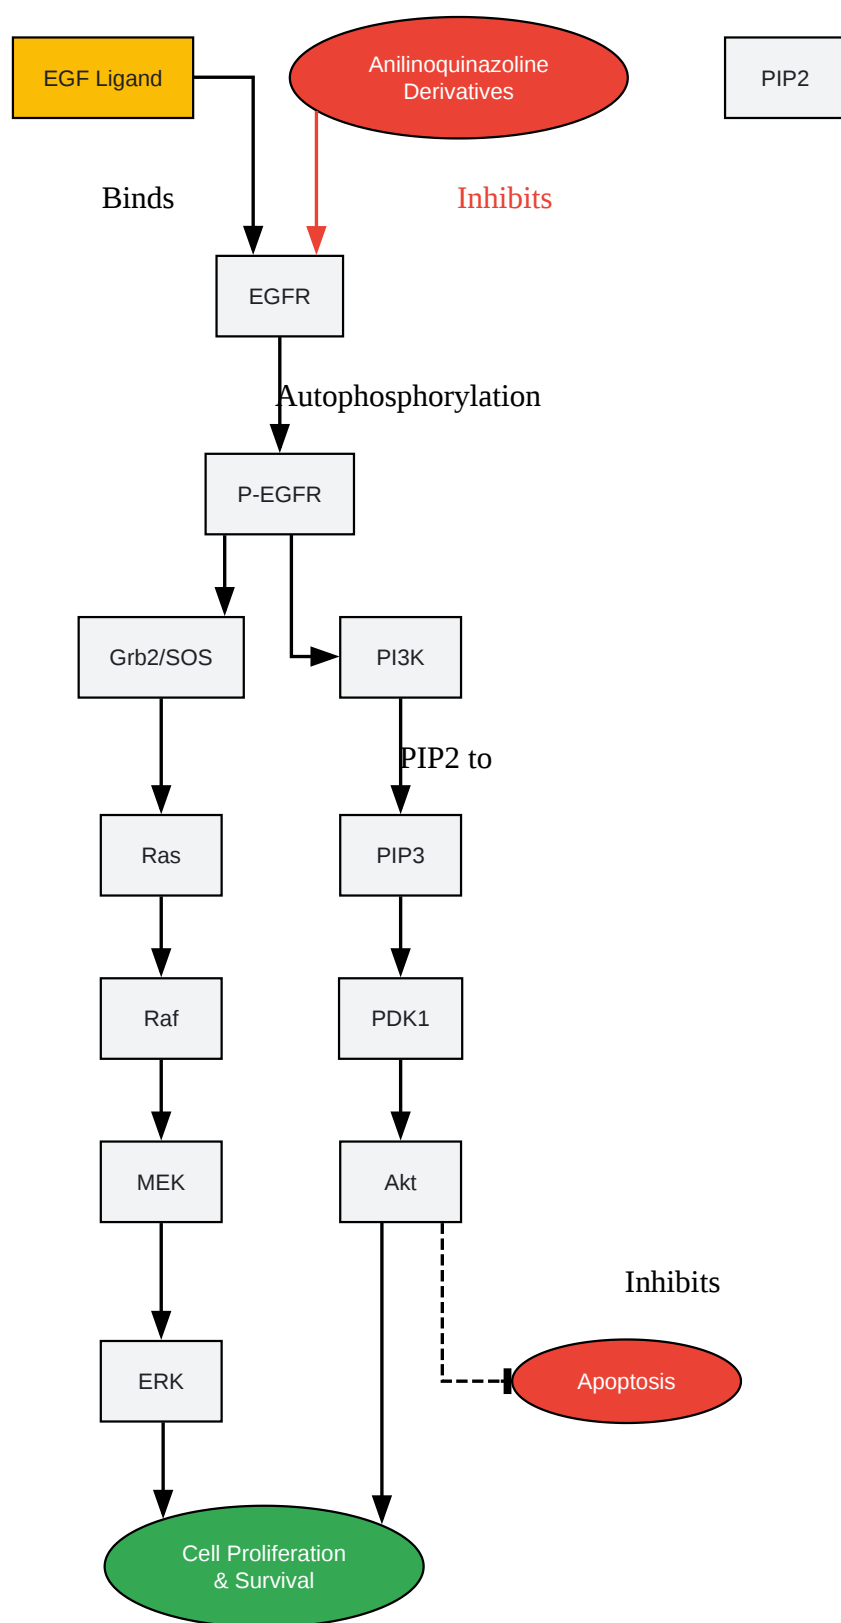 EGF Ligand
Anilinoquinazoline
Derivatives
PIP2
Binds
Inhibits
EGFR
Autophosphorylation
P-EGFR
Grb2/SOS
PI3K
PIP2 to
Ras
PIP3
Raf
PDK1
MEK
Akt
Inhibits
ERK
Apoptosis
Cell Proliferation
& Survival